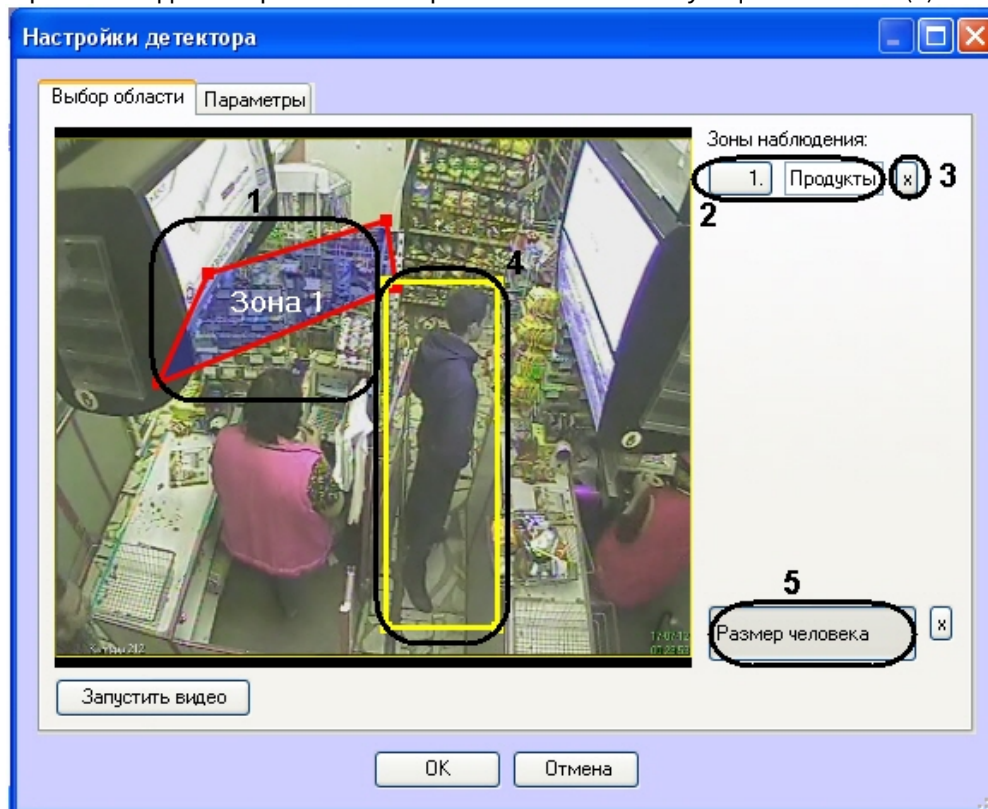 Настройки детектора
Выбор области Параметры
Зоны наблюдения:
1. Продукты x 3
2
1
Зона 1
4
5
Размер человека x
Запустить видео
OK Отмена